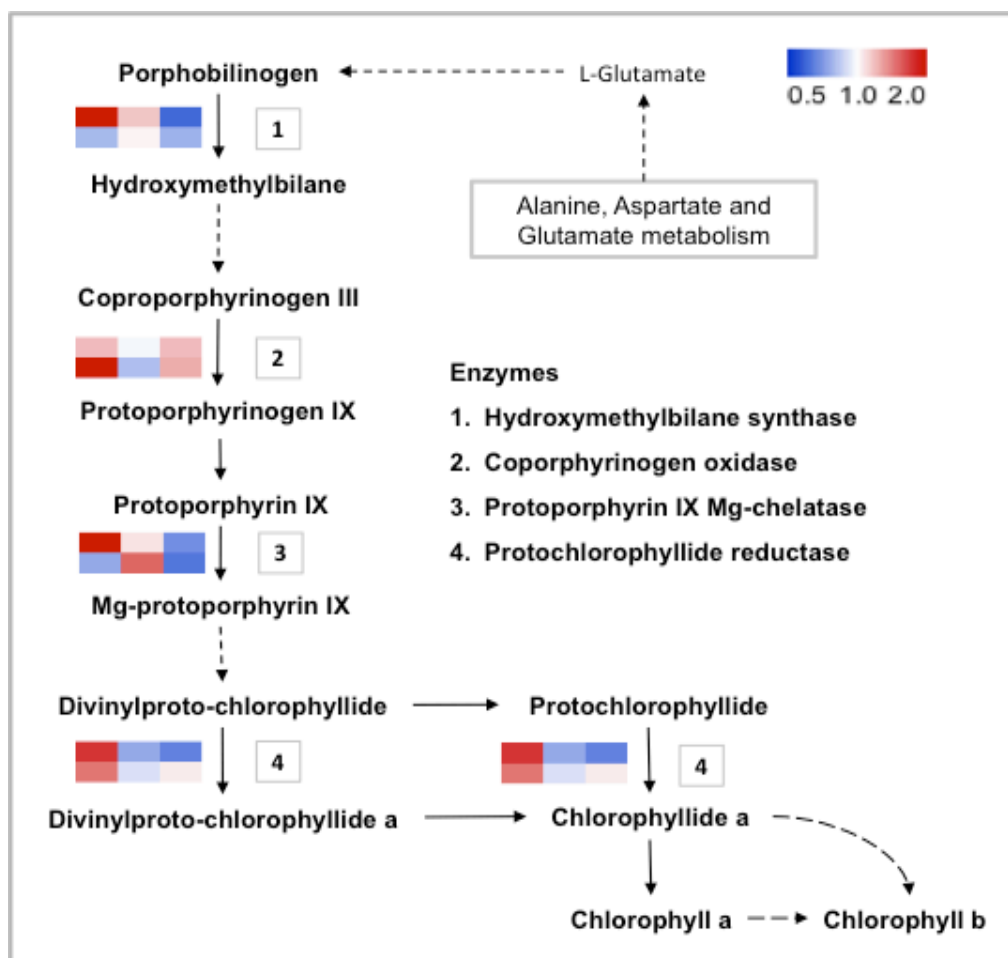 Porphobilinogen
L-Glutamate
0.5 1.0 2.0
1
Hydroxymethylbilane
Alanine, Aspartate and
Glutamate metabolism
Coproporphyrinogen III
2
Protoporphyrinogen IX
Enzymes
1. Hydroxymethylbilane synthase
2. Coporphyrinogen oxidase
3. Protoporphyrin IX Mg-chelatase
4. Protochlorophyllide reductase
Protoporphyrin IX
3
Mg-protoporphyrin IX
Divinylproto-chlorophyllide
Protochlorophyllide
4
4
Divinylproto-chlorophyllide a
Chlorophyllide a
Chlorophyll a
Chlorophyll b